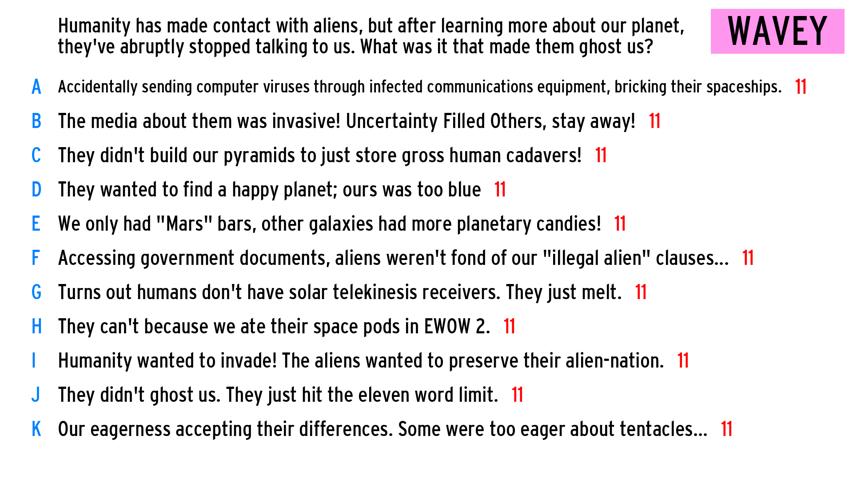 Humanity has made contact with aliens, but after learning more about our planet,
they've abruptly stopped talking to us. What was it that made them ghost us?
WAVEY
A Accidentally sending computer viruses through infected communications equipment, bricking their spaceships. 11
B The media about them was invasive! Uncertainty Filled Others, stay away! 11
C They didn't build our pyramids to just store gross human cadavers! 11
D They wanted to find a happy planet; ours was too blue 11
E We only had "Mars" bars, other galaxies had more planetary candies! 11
F Accessing government documents, aliens weren't fond of our "illegal alien" clauses... 11
G Turns out humans don't have solar telekinesis receivers. They just melt. 11
H They can't because we ate their space pods in EWOW 2. 11
I Humanity wanted to invade! The aliens wanted to preserve their alien-nation. 11
J They didn't ghost us. They just hit the eleven word limit. 11
K Our eagerness accepting their differences. Some were too eager about tentacles... 11